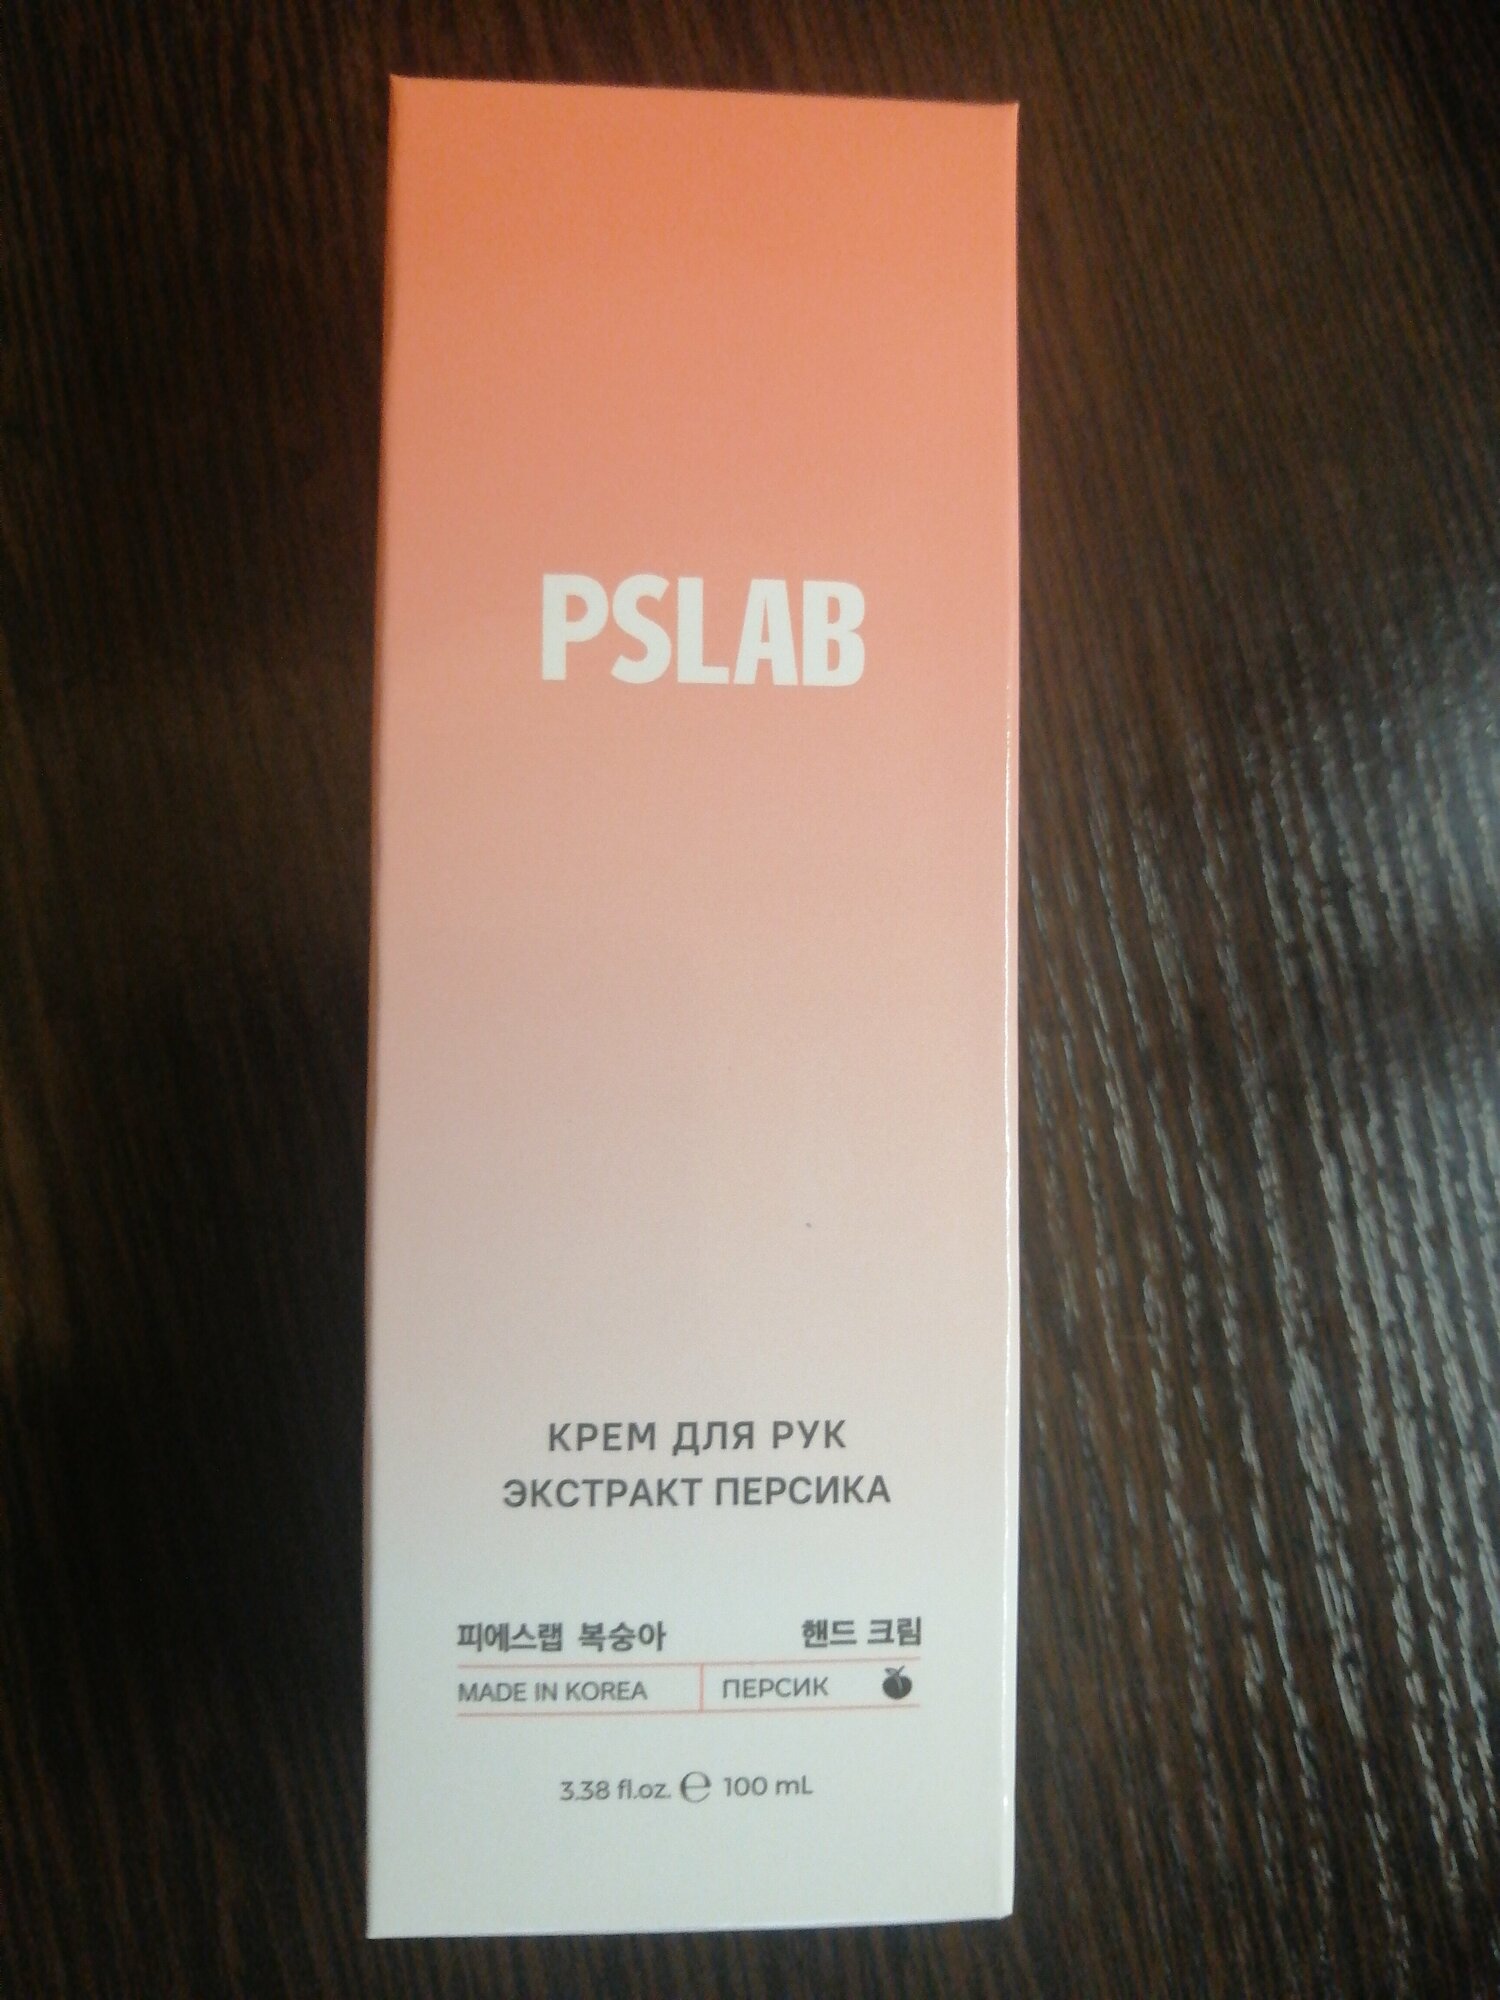 PSLAB
КРЕМ ДЛЯ РУК
ЭКСТРАКТ ПЕРСИКА
피에스랩 복숭아 핸드 크림
MADE IN KOREA ПЕРСИК
3.38 fl.oz. ℮ 100 mL